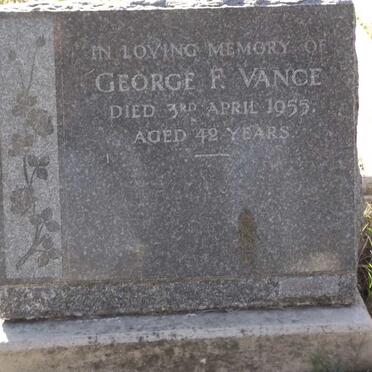 IN LOVING MEMORY OF
GEORGE F. VANCE
DIED 3RD APRIL 1955.
AGED 42 YEARS.